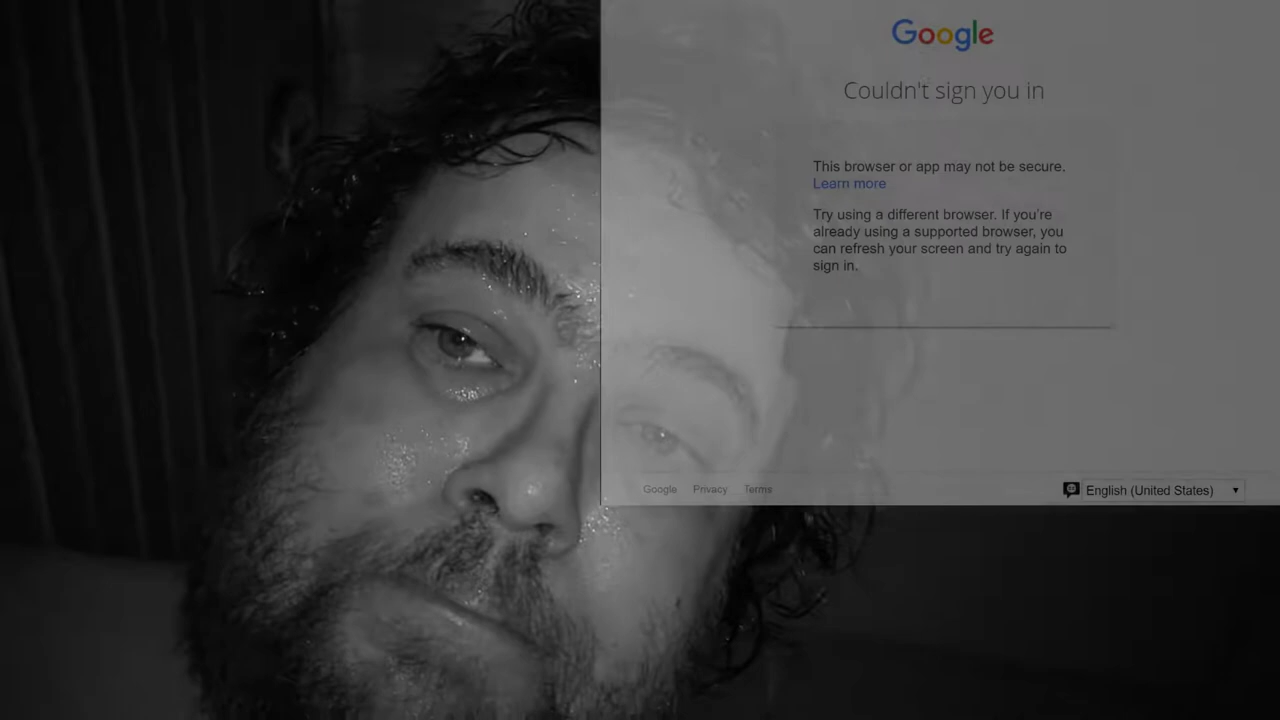 Google
Couldn't sign you in
This browser or app may not be secure.
Learn more
Try using a different browser. If you're
already using a supported browser, you
can refresh your screen and try again to
sign in.
Google Privacy Terms
English (United States)